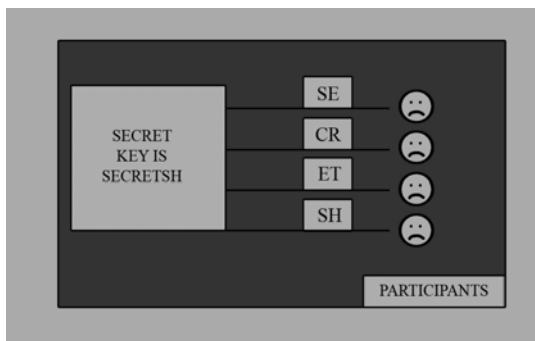 SECRET
KEY IS
SECRETSH
SE
CR
ET
SH
PARTICIPANTS